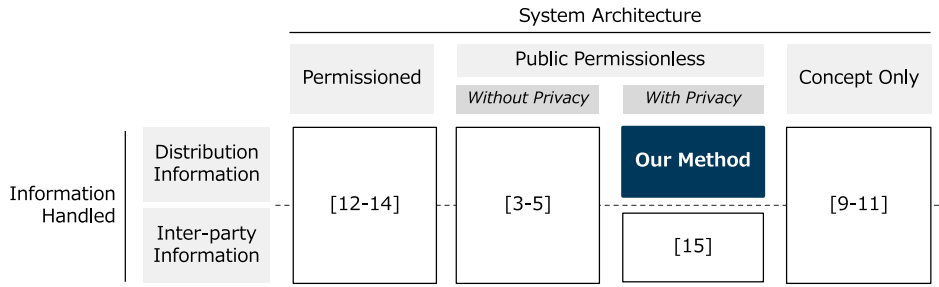 System Architecture
Permissioned
Public Permissionless
Concept Only
Without Privacy
With Privacy
Information
Handled
Distribution
Information
Inter-party
Information
[12-14]
[3-5]
Our Method
[15]
[9-11]